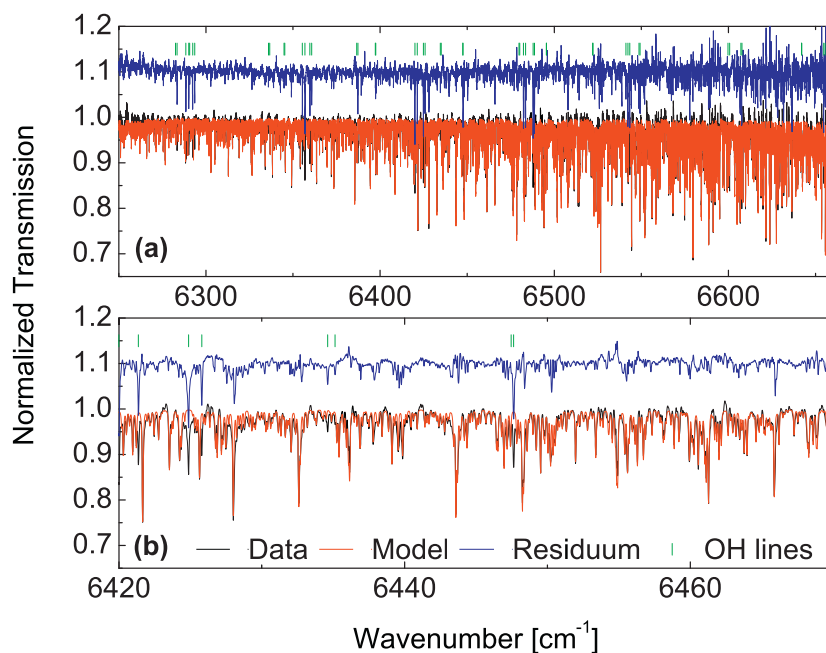 Normalized Transmission
1.2
1.1
1.0
0.9
0.8
0.7
(a)
6300 6400 6500 6600
1.2
1.1
1.0
0.9
0.8
0.7
(b) Data Model Residuum OH lines
6420 6440 6460
Wavenumber [cm⁻¹]